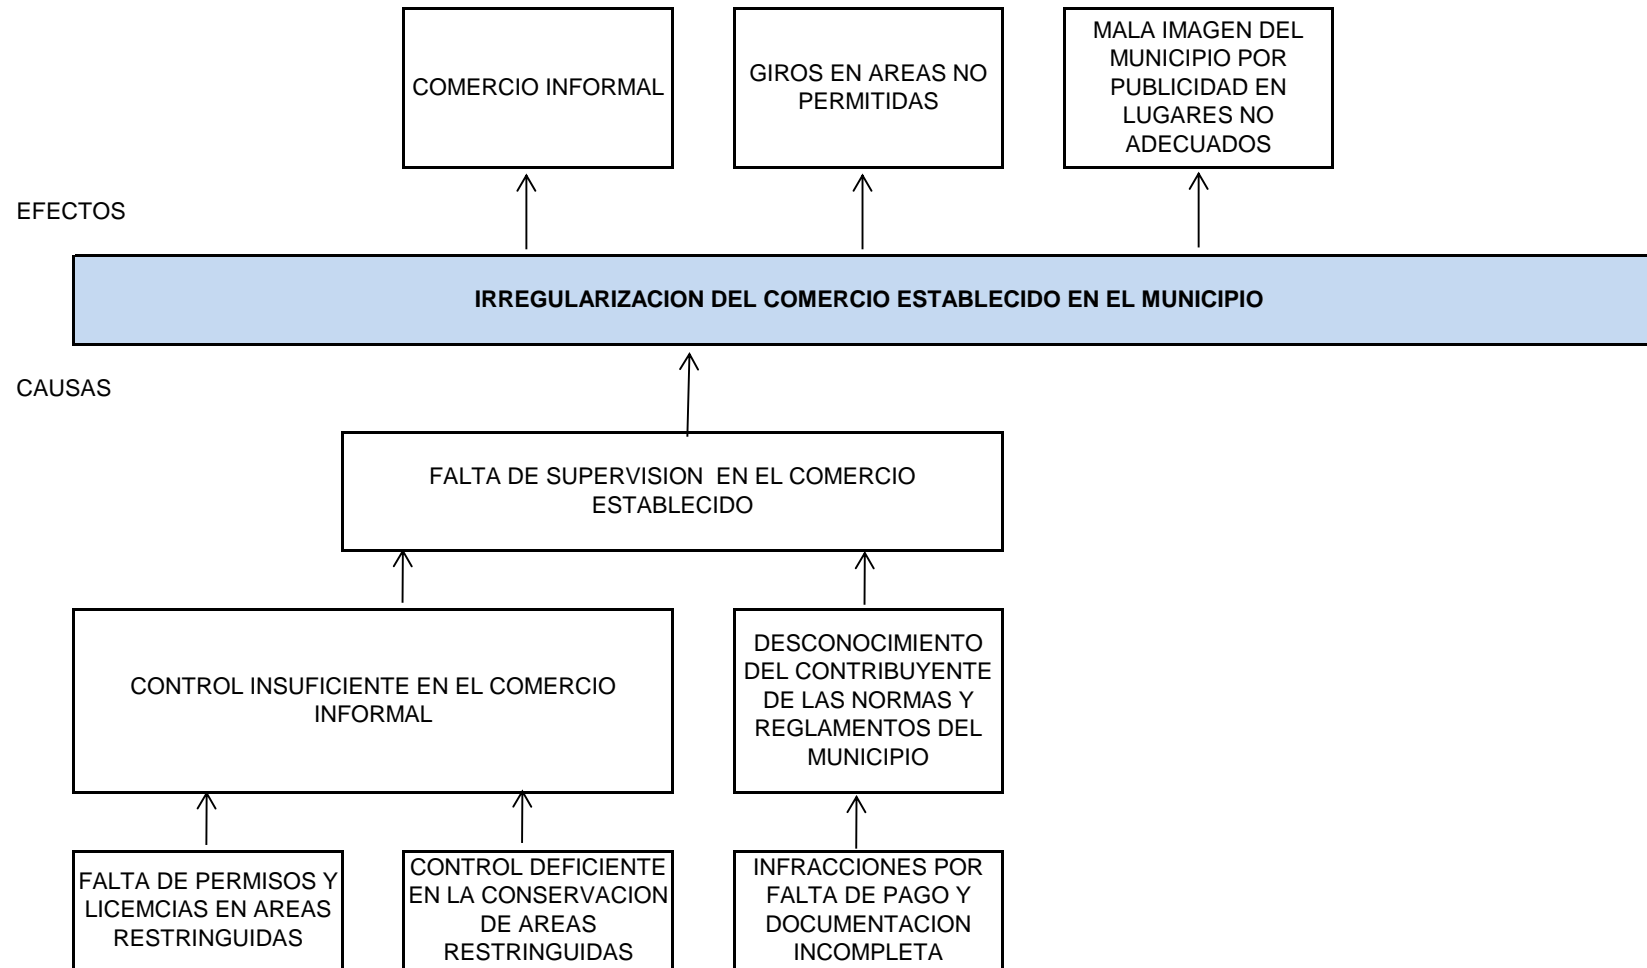 COMERCIO INFORMAL
GIROS EN AREAS NO
PERMITIDAS
MALA IMAGEN DEL
MUNICIPIO POR
PUBLICIDAD EN
LUGARES NO
ADECUADOS
EFECTOS
IRREGULARIZACION DEL COMERCIO ESTABLECIDO EN EL MUNICIPIO
CAUSAS
FALTA DE SUPERVISION  EN EL COMERCIO
ESTABLECIDO
CONTROL INSUFICIENTE EN EL COMERCIO
INFORMAL
DESCONOCIMIENTO
DEL CONTRIBUYENTE
DE LAS NORMAS Y
REGLAMENTOS DEL
MUNICIPIO
FALTA DE PERMISOS Y
LICEMCIAS EN AREAS
RESTRINGUIDAS
CONTROL DEFICIENTE
EN LA CONSERVACION
DE AREAS
RESTRINGUIDAS
INFRACCIONES POR
FALTA DE PAGO Y
DOCUMENTACION
INCOMPLETA